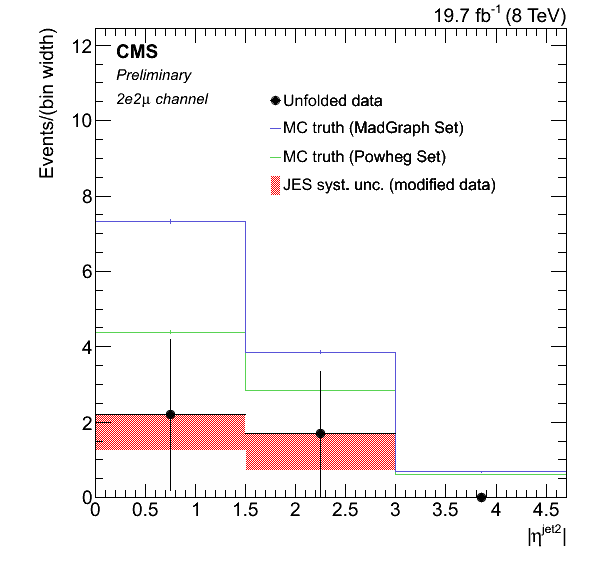 19.7 fb⁻¹ (8 TeV)
CMS
Preliminary
2e2μ channel
Unfolded data
MC truth (MadGraph Set)
MC truth (Powheg Set)
JES syst. unc. (modified data)
Events/(bin width)
12
10
8
6
4
2
0
0 0.5 1 1.5 2 2.5 3 3.5 4 4.5
|η^jet2|